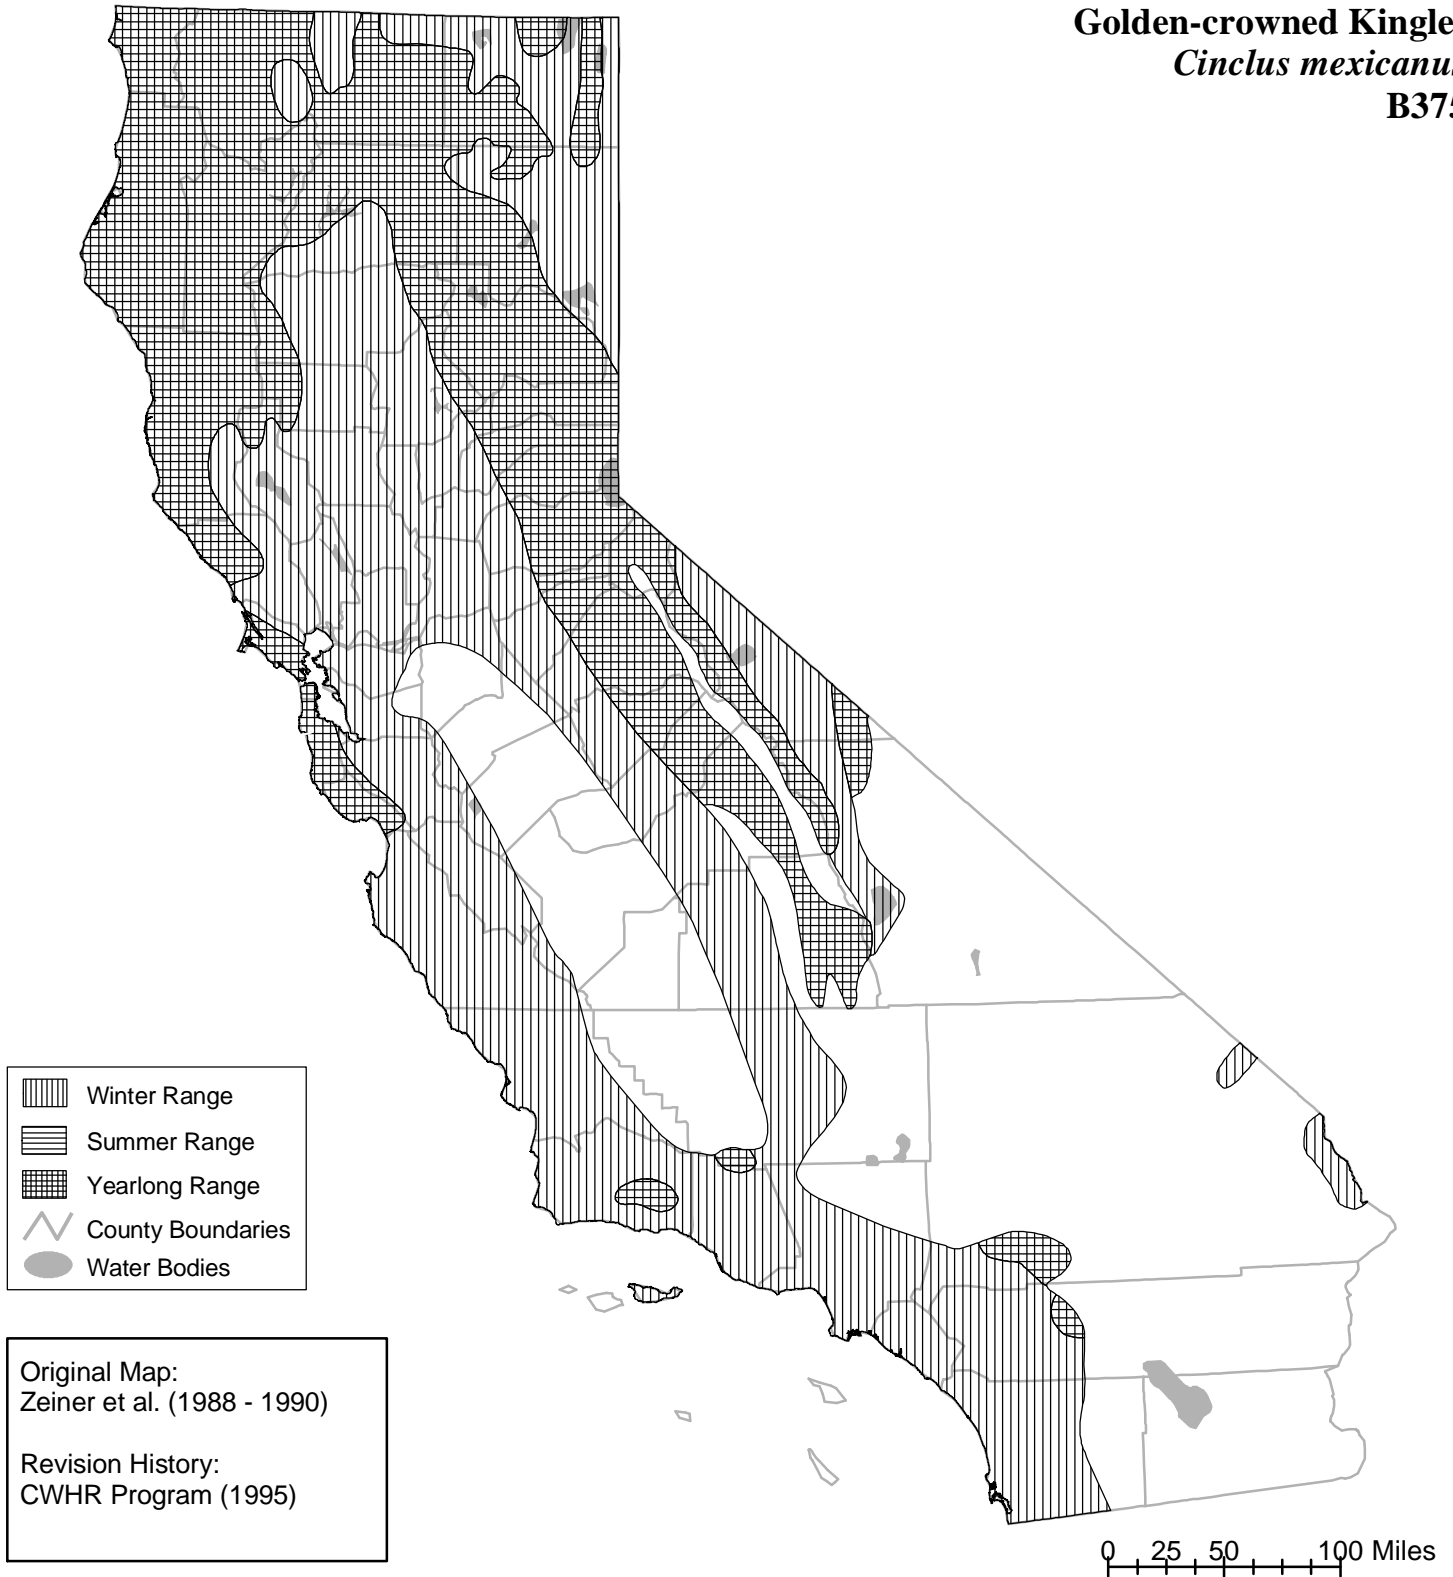 Golden-crowned Kingle
Cinclus mexicanu
B375
Winter Range
Summer Range
Yearlong Range
County Boundaries
Water Bodies
Original Map:
Zeiner et al. (1988 - 1990)
Revision History:
CWHR Program (1995)
0 25 50 100 Miles